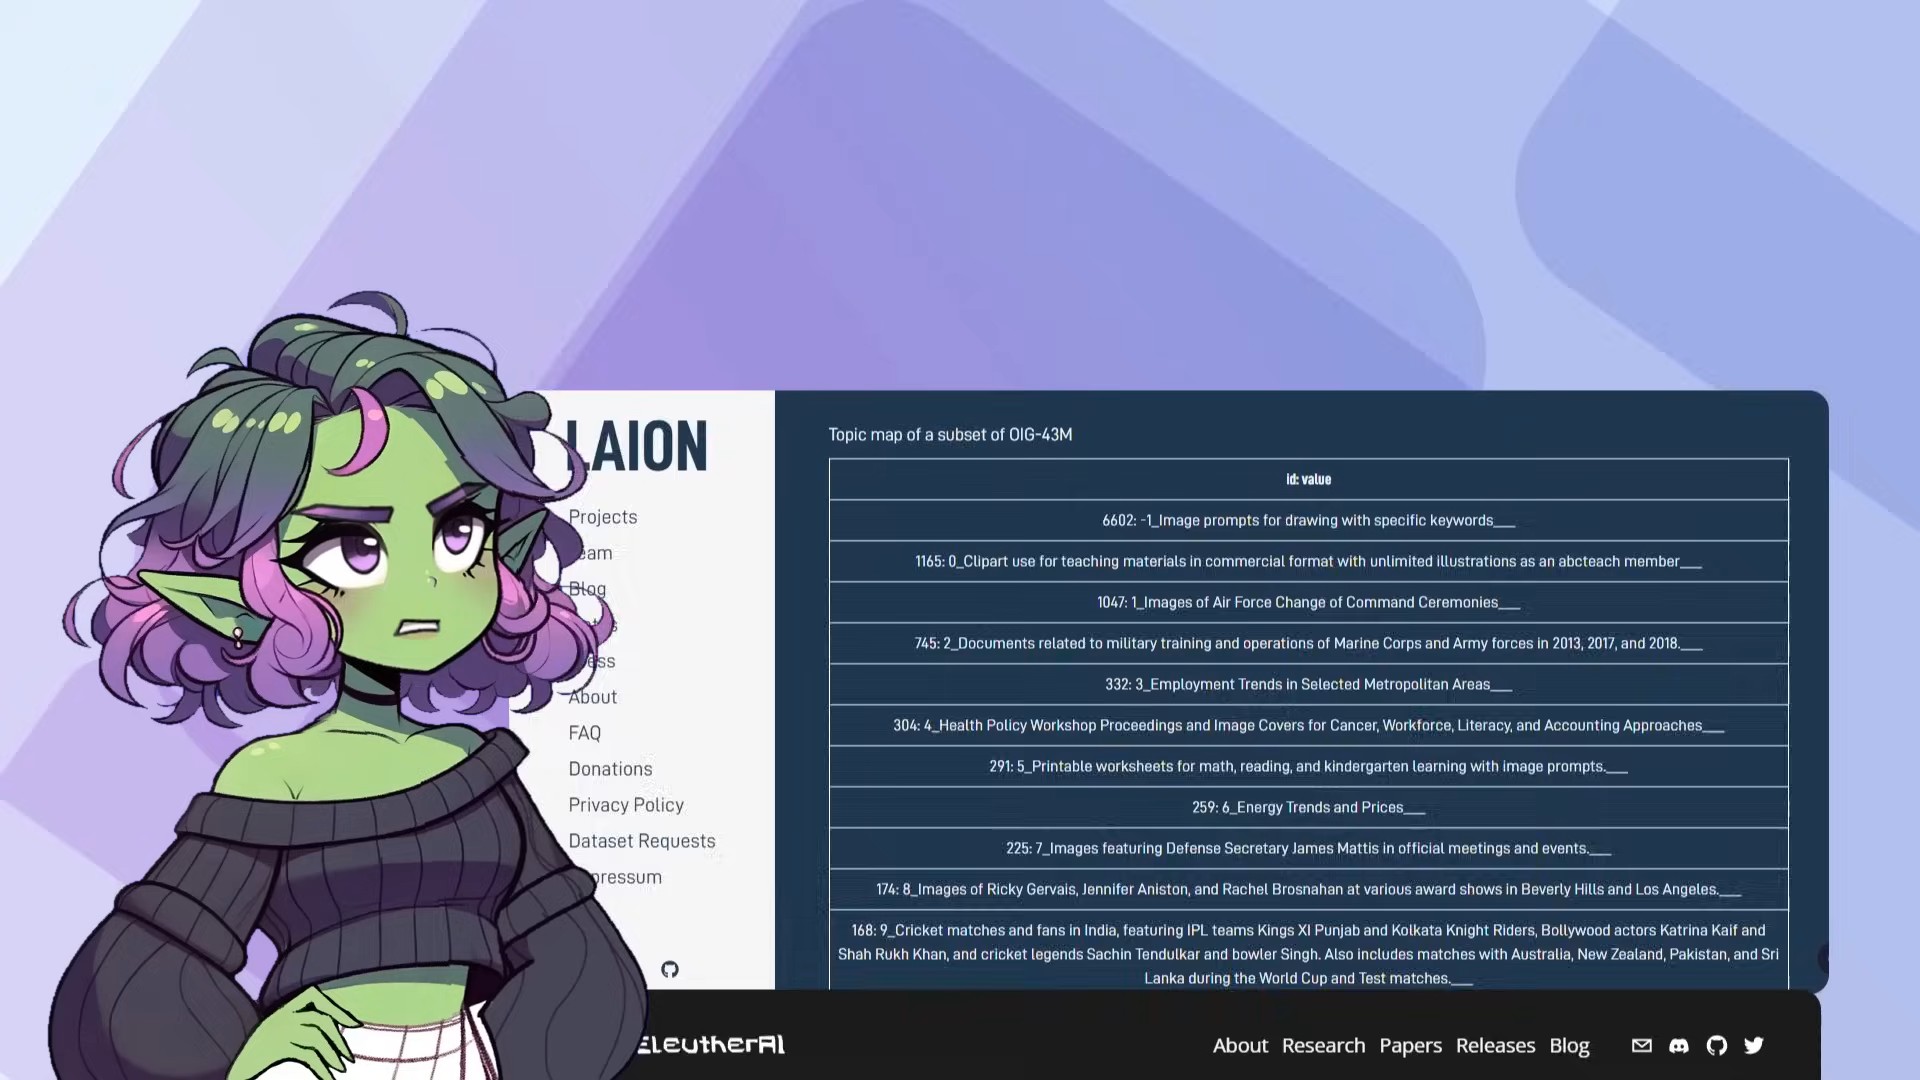 LAION
Projects
eam
Blog
ess
About
FAQ
Donations
Privacy Policy
Dataset Requests
pressum
Topic map of a subset of OIG-43M
id: value
6602: -1_Image prompts for drawing with specific keywords___
1165: 0_Clipart use for teaching materials in commercial format with unlimited illustrations as an abcteach member___
1047: 1_Images of Air Force Change of Command Ceremonies___
745: 2_Documents related to military training and operations of Marine Corps and Army forces in 2013, 2017, and 2018.___
332: 3_Employment Trends in Selected Metropolitan Areas___
304: 4_Health Policy Workshop Proceedings and Image Covers for Cancer, Workforce, Literacy, and Accounting Approaches___
291: 5_Printable worksheets for math, reading, and kindergarten learning with image prompts.___
259: 6_Energy Trends and Prices___
225: 7_Images featuring Defense Secretary James Mattis in official meetings and events.___
174: 8_Images of Ricky Gervais, Jennifer Aniston, and Rachel Brosnahan at various award shows in Beverly Hills and Los Angeles.___
168: 9_Cricket matches and fans in India, featuring IPL teams Kings XI Punjab and Kolkata Knight Riders, Bollywood actors Katrina Kaif and
Shah Rukh Khan, and cricket legends Sachin Tendulkar and bowler Singh. Also includes matches with Australia, New Zealand, Pakistan, and Sri
Lanka during the World Cup and Test matches.___
EleutherAI
About Research Papers Releases Blog